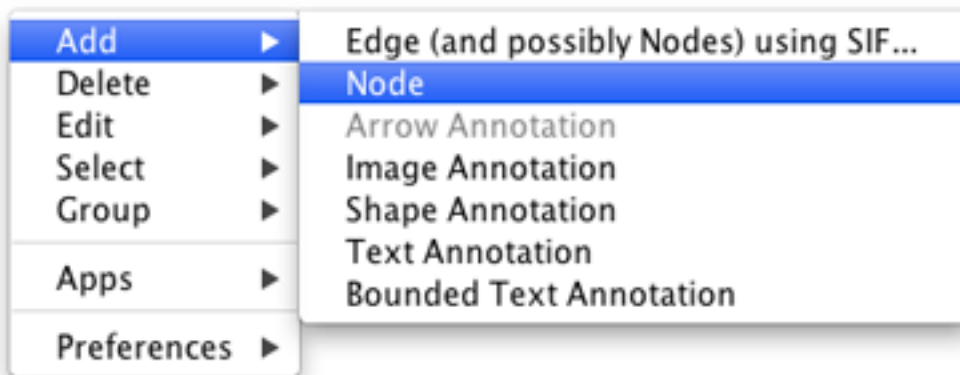 Add
Delete
Edit
Select
Group
Apps
Preferences
Edge (and possibly Nodes) using SIF...
Node
Arrow Annotation
Image Annotation
Shape Annotation
Text Annotation
Bounded Text Annotation